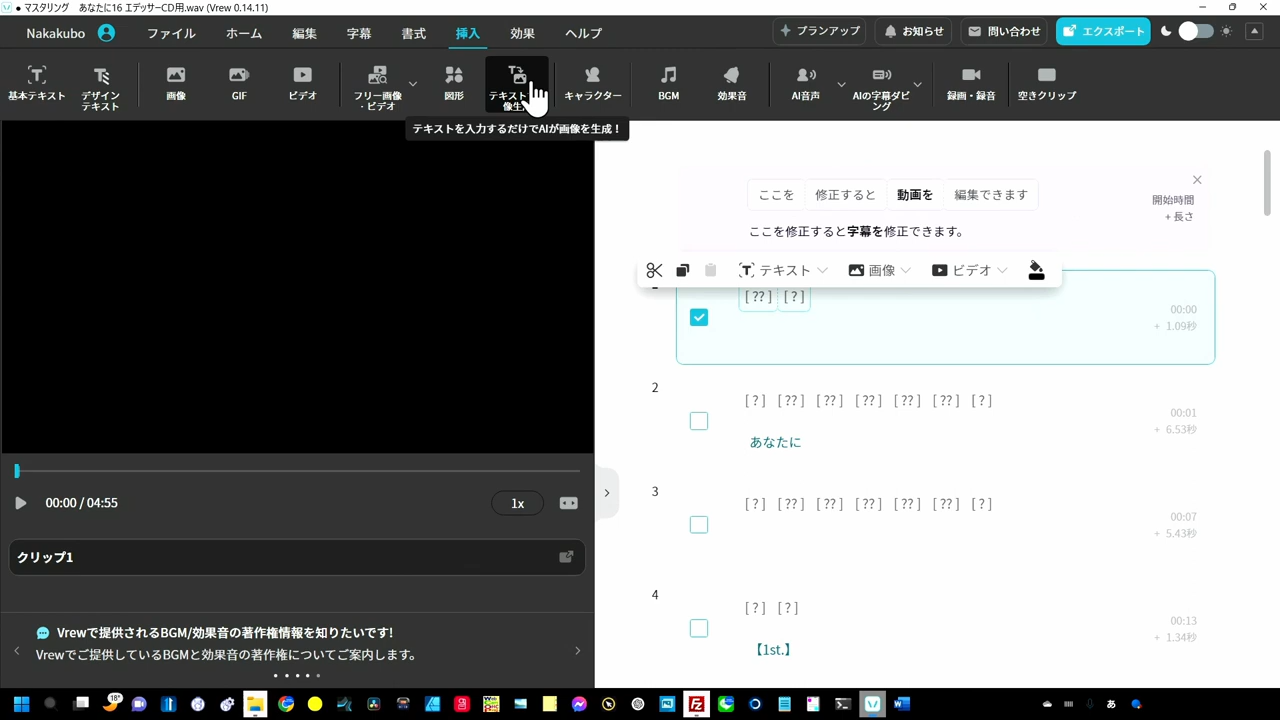 ● マスタリング　あなたに16 エデッサーCD用.wav (Vrew 0.14.11)
Nakakubo ファイル ホーム 編集 字幕 書式 挿入 効果 ヘルプ プランアップ お知らせ 問い合わせ エクスポート
基本テキスト デザインテキスト 画像 GIF ビデオ フリー画像・ビデオ 図形 テキスト 像生 キャラクター BGM 効果音 AI音声 AIの字幕ダビング 録画・録音 空きクリップ
テキストを入力するだけでAIが画像を生成！
ここを 修正すると 動画を 編集できます
開始時間
+ 長さ
ここを修正すると字幕を修正できます。
テキスト 画像 ビデオ
[ ?? ] [ ? ]
00:00
+ 1.09秒
2
[ ? ] [ ?? ] [ ?? ] [ ?? ] [ ?? ] [ ?? ] [ ? ]
00:01
+ 6.53秒
あなたに
3
[ ? ] [ ?? ] [ ?? ] [ ?? ] [ ?? ] [ ?? ] [ ? ]
00:07
+ 5.43秒
4
[ ? ] [ ? ]
00:13
+ 1.34秒
【1st.】
00:00 / 04:55
1x
クリップ1
Vrewで提供されるBGM/効果音の著作権情報を知りたいです!
Vrewでご提供しているBGMと効果音の著作権についてご案内します。
18°
あ